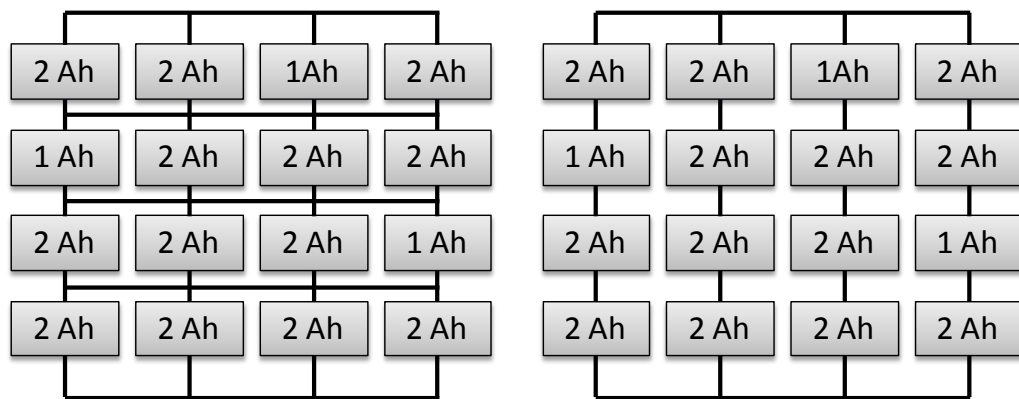 2 Ah 2 Ah 1Ah 2 Ah 2 Ah 2 Ah 1Ah 2 Ah
1 Ah 2 Ah 2 Ah 2 Ah 1 Ah 2 Ah 2 Ah 2 Ah
2 Ah 2 Ah 2 Ah 1 Ah 2 Ah 2 Ah 2 Ah 1 Ah
2 Ah 2 Ah 2 Ah 2 Ah 2 Ah 2 Ah 2 Ah 2 Ah